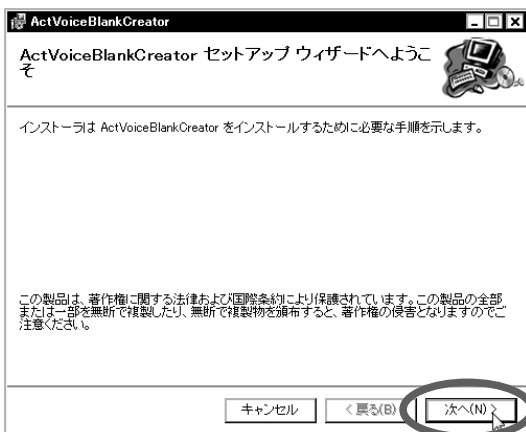 ActVoiceBlankCreator
ActVoiceBlankCreator セットアップ ウィザードへようこ
そ
インストーラは ActVoiceBlankCreator をインストールするために必要な手順を示します。
この製品は、著作権に関する法律および国際条約により保護されています。この製品の全部
または一部を無断で複製したり、無断で複製物を頒布すると、著作権の侵害となりますのでご
注意ください。
キャンセル < 戻る(B) 次へ(N) >